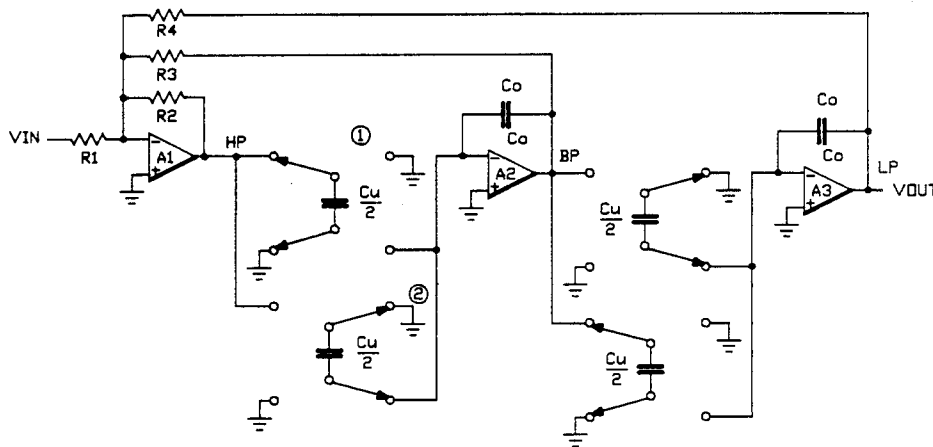 R4
R3
R2
VIN
R1
−
+
A1
HP
①
Cu
2
Co
Co
−
+
A2
BP
Cu
2
Co
Co
−
+
A3
LP
VOUT
②
Cu
2
Cu
2